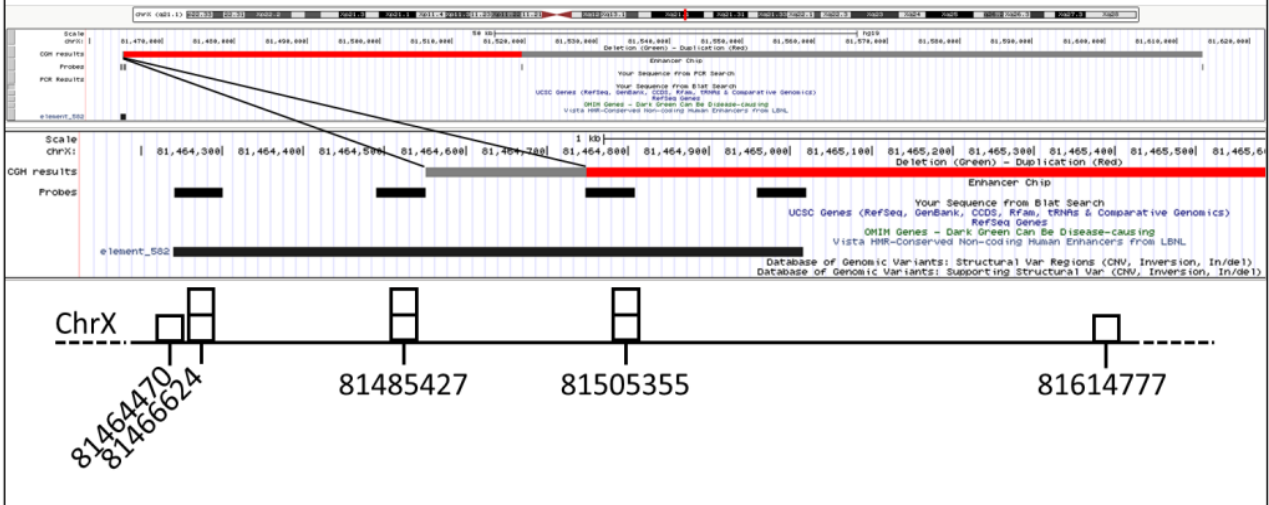 chrX (q21.1)
Scale 50 kb hg19
chrX: 81,470,000 81,480,000 81,490,000 81,500,000 81,510,000 81,520,000 81,530,000 81,540,000 81,550,000 81,560,000 81,570,000 81,580,000 81,590,000 81,600,000 81,610,000 81,620,000
Deletion (Green) - Duplication (Red)
CGH results
Enhancer Chip
Probes
Your Sequence from PCR Search
PCR Results
Your Sequence from Blat Search
UCSC Genes (RefSeq, GenBank, CCDS, Rfam, tRNAs & Comparative Genomics)
RefSeq Genes
OMIM Genes - Dark Green Can Be Disease-causing
Vista HMR-Conserved Non-coding Human Enhancers from LBNL
element_582
Scale 1 kb
chrX: 81,464,300 81,464,400 81,464,500 81,464,600 81,464,700 81,464,800 81,464,900 81,465,000 81,465,100 81,465,200 81,465,300 81,465,400 81,465,500 81,465,6
Deletion (Green) - Duplication (Red)
CGH results
Enhancer Chip
Probes
Your Sequence from Blat Search
UCSC Genes (RefSeq, GenBank, CCDS, Rfam, tRNAs & Comparative Genomics)
RefSeq Genes
OMIM Genes - Dark Green Can Be Disease-causing
Vista HMR-Conserved Non-coding Human Enhancers from LBNL
element_582
Database of Genomic Variants: Structural Var Regions (CNV, Inversion, In/del)
Database of Genomic Variants: Supporting Structural Var (CNV, Inversion, In/del)
ChrX
81464470
81466624
81485427
81505355
81614777